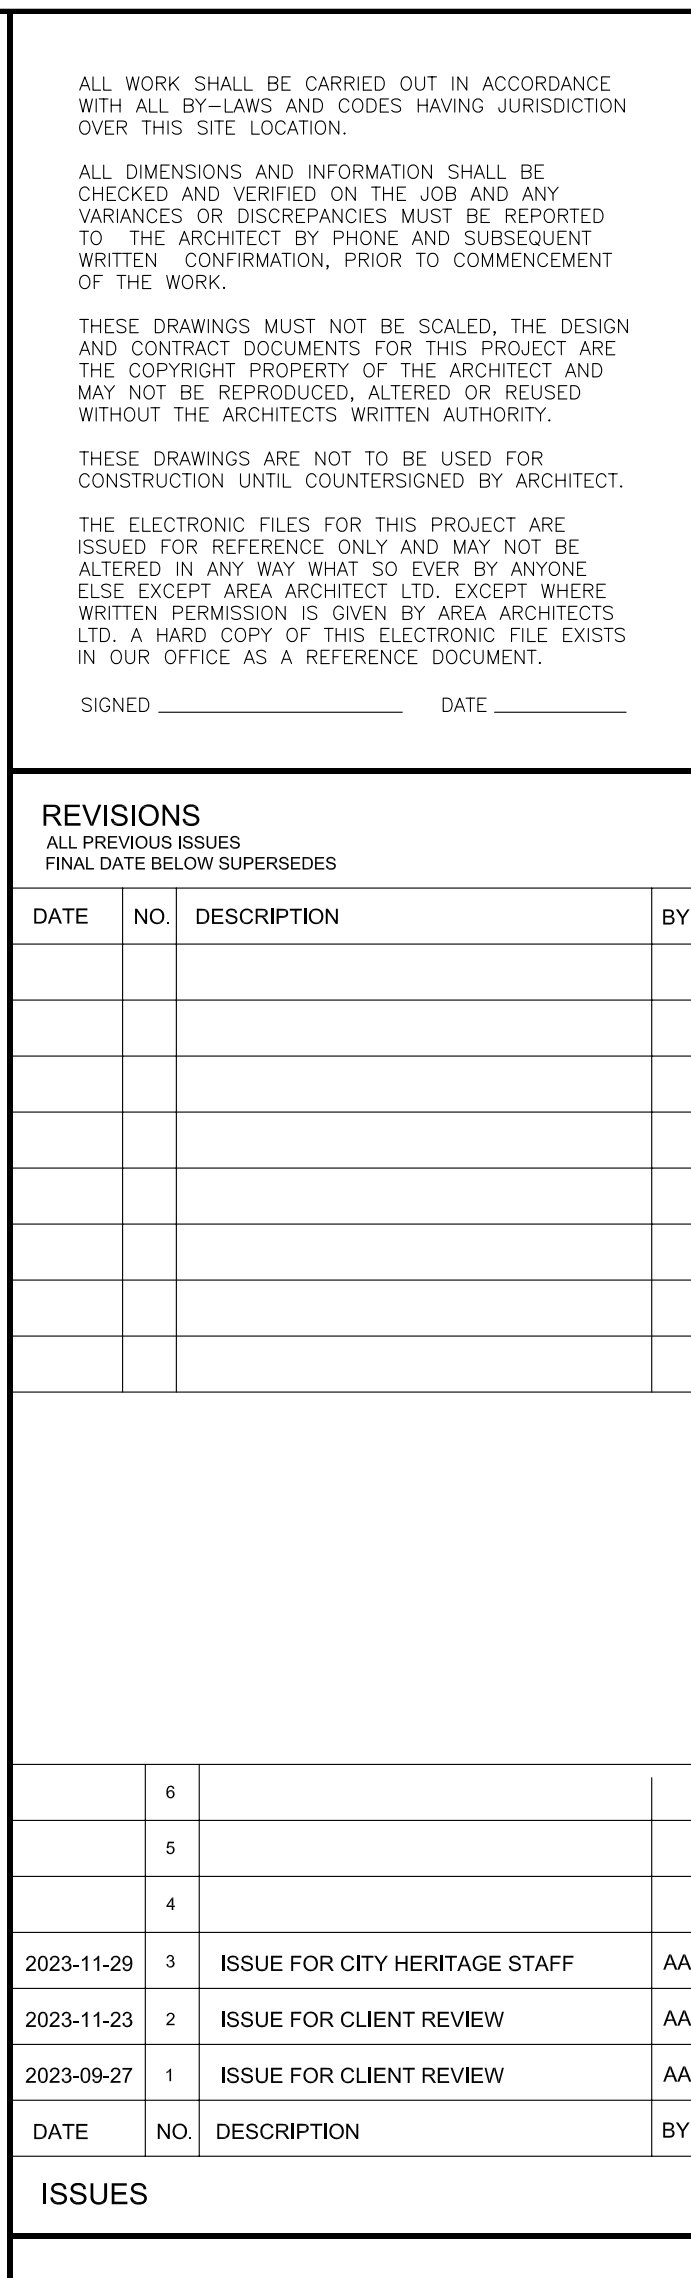 ALL WORK SHALL BE CARRIED OUT IN ACCORDANCE
WITH ALL BY-LAWS AND CODES HAVING JURISDICTION
OVER THIS SITE LOCATION.
ALL DIMENSIONS AND INFORMATION SHALL BE
CHECKED AND VERIFIED ON THE JOB AND ANY
VARIANCES OR DISCREPANCIES MUST BE REPORTED
TO THE ARCHITECT BY PHONE AND SUBSEQUENT
WRITTEN CONFIRMATION, PRIOR TO COMMENCEMENT
OF THE WORK.
THESE DRAWINGS MUST NOT BE SCALED, THE DESIGN
AND CONTRACT DOCUMENTS FOR THIS PROJECT ARE
THE COPYRIGHT PROPERTY OF THE ARCHITECT AND
MAY NOT BE REPRODUCED, ALTERED OR REUSED
WITHOUT THE ARCHITECTS WRITTEN AUTHORITY.
THESE DRAWINGS ARE NOT TO BE USED FOR
CONSTRUCTION UNTIL COUNTERSIGNED BY ARCHITECT.
THE ELECTRONIC FILES FOR THIS PROJECT ARE
ISSUED FOR REFERENCE ONLY AND MAY NOT BE
ALTERED IN ANY WAY WHAT SO EVER BY ANYONE
ELSE EXCEPT AREA ARCHITECT LTD. EXCEPT WHERE
WRITTEN PERMISSION IS GIVEN BY AREA ARCHITECTS
LTD. A HARD COPY OF THIS ELECTRONIC FILE EXISTS
IN OUR OFFICE AS A REFERENCE DOCUMENT.
SIGNED DATE
REVISIONS
ALL PREVIOUS ISSUES
FINAL DATE BELOW SUPERSEDES
DATE NO. DESCRIPTION BY
6
5
4
2023-11-29 3 ISSUE FOR CITY HERITAGE STAFF AA
2023-11-23 2 ISSUE FOR CLIENT REVIEW AA
2023-09-27 1 ISSUE FOR CLIENT REVIEW AA
DATE NO. DESCRIPTION BY
ISSUES